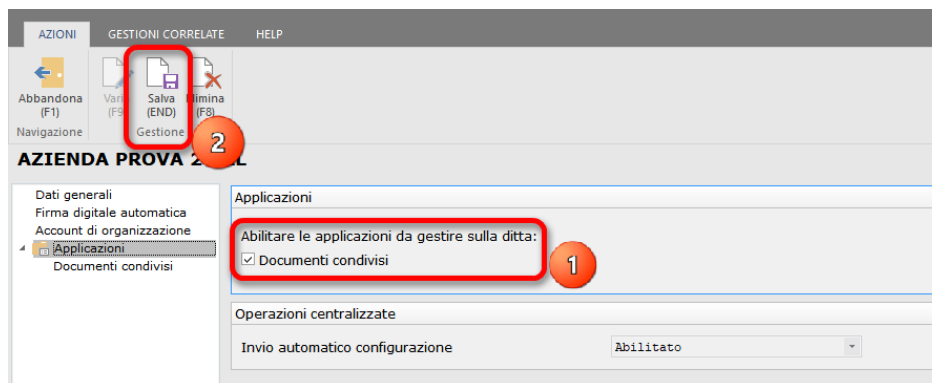 AZIONI GESTIONI CORRELATE HELP
Abbandona (F1)
Salva (END)
(F8)
Navigazione Gestione
2
AZIENDA PROVA
Dati generali
Firma digitale automatica
Account di organizzazione
Applicazioni
Documenti condivisi
Applicazioni
Abilitare le applicazioni da gestire sulla ditta:
Documenti condivisi
1
Operazioni centralizzate
Invio automatico configurazione Abilitato